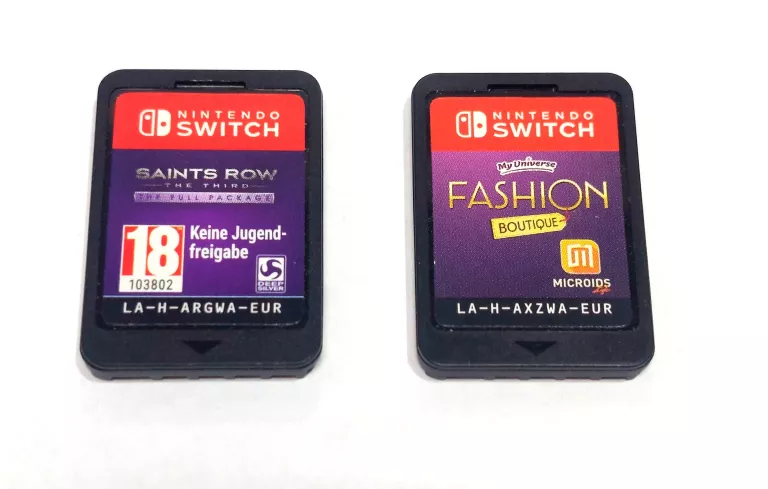 NINTENDO
SWITCH
SAINTS ROW
THE THIRD
THE FULL PACKAGE
18
103802
Keine Jugend-
freigabe
DEEP
SILVER
LA-H-ARGWA-EUR
NINTENDO
SWITCH
My Universe
FASHION
BOUTIQUE
MICROIDS
Life
LA-H-AXZWA-EUR